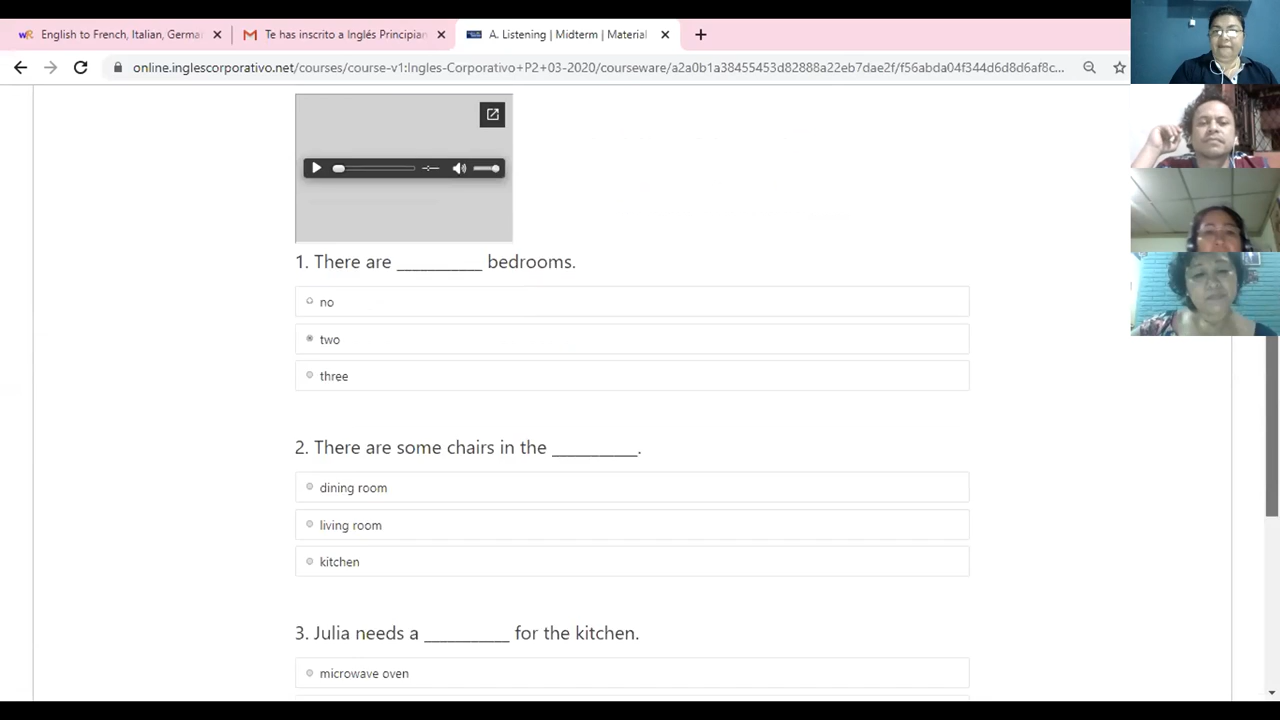 English to French, Italian, Germa
Te has inscrito a Inglés Principian
A. Listening | Midterm | Material
online.inglescorporativo.net/courses/course-v1:Ingles-Corporativo+P2+03-2020/courseware/a2a0b1a38455453d82888a22eb7dae2f/f56abda04f344d6d8d6af8c...
1. There are __________ bedrooms.
no
two
three
2. There are some chairs in the __________.
dining room
living room
kitchen
3. Julia needs a __________ for the kitchen.
microwave oven